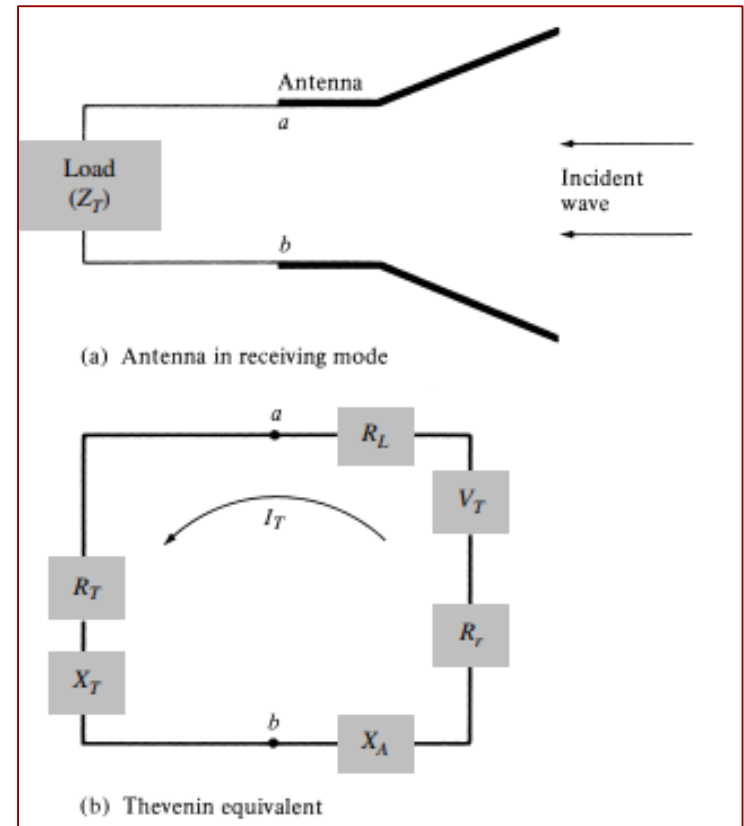 Antenna
a
Load
(Z_T)
Incident
wave
b
(a) Antenna in receiving mode
a
R_L
V_T
I_T
R_T
R_r
X_T
b
X_A
(b) Thevenin equivalent